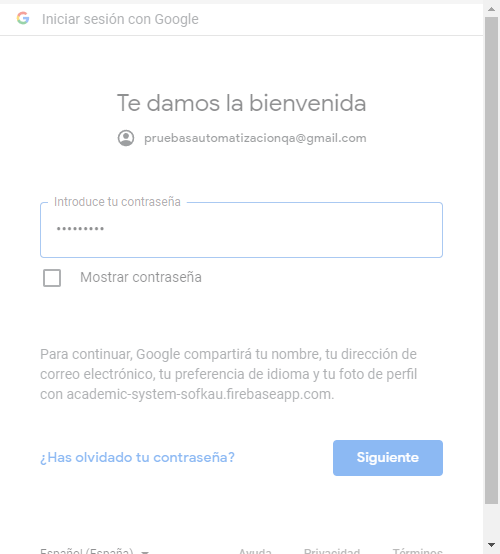 Iniciar sesión con Google
Te damos la bienvenida
pruebasautomatizacionqa@gmail.com
Introduce tu contraseña
•••••••••
Mostrar contraseña
Para continuar, Google compartirá tu nombre, tu dirección de
correo electrónico, tu preferencia de idioma y tu foto de perfil
con academic-system-sofkau.firebaseapp.com.
¿Has olvidado tu contraseña? Siguiente
Español (España) Ayuda Privacidad Términos